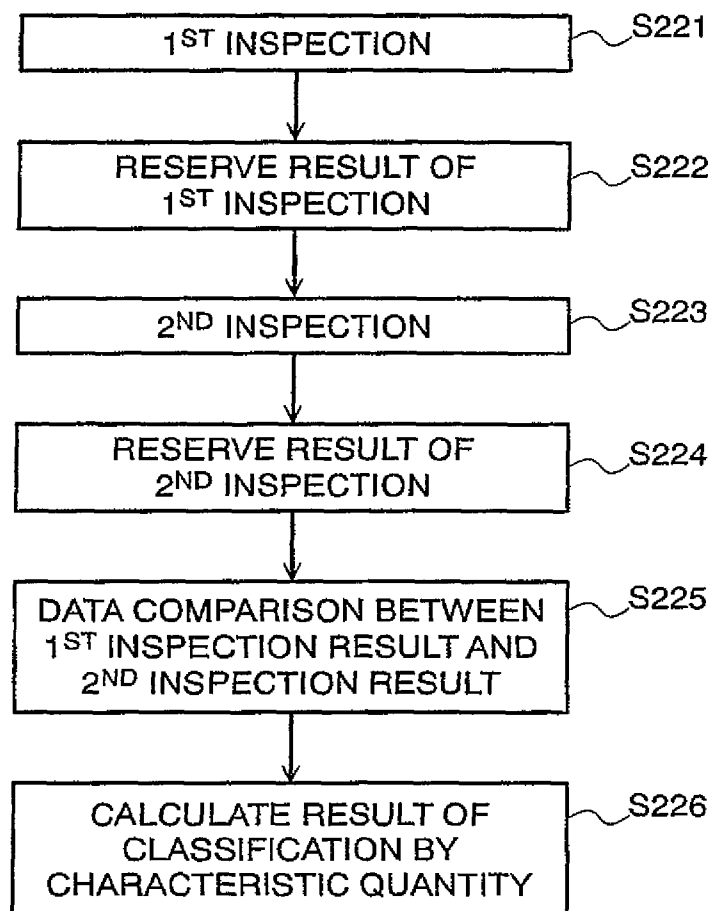 1ST INSPECTION
S221
RESERVE RESULT OF
1ST INSPECTION
S222
2ND INSPECTION
S223
RESERVE RESULT OF
2ND INSPECTION
S224
DATA COMPARISON BETWEEN
1ST INSPECTION RESULT AND
2ND INSPECTION RESULT
S225
CALCULATE RESULT OF
CLASSIFICATION BY
CHARACTERISTIC QUANTITY
S226